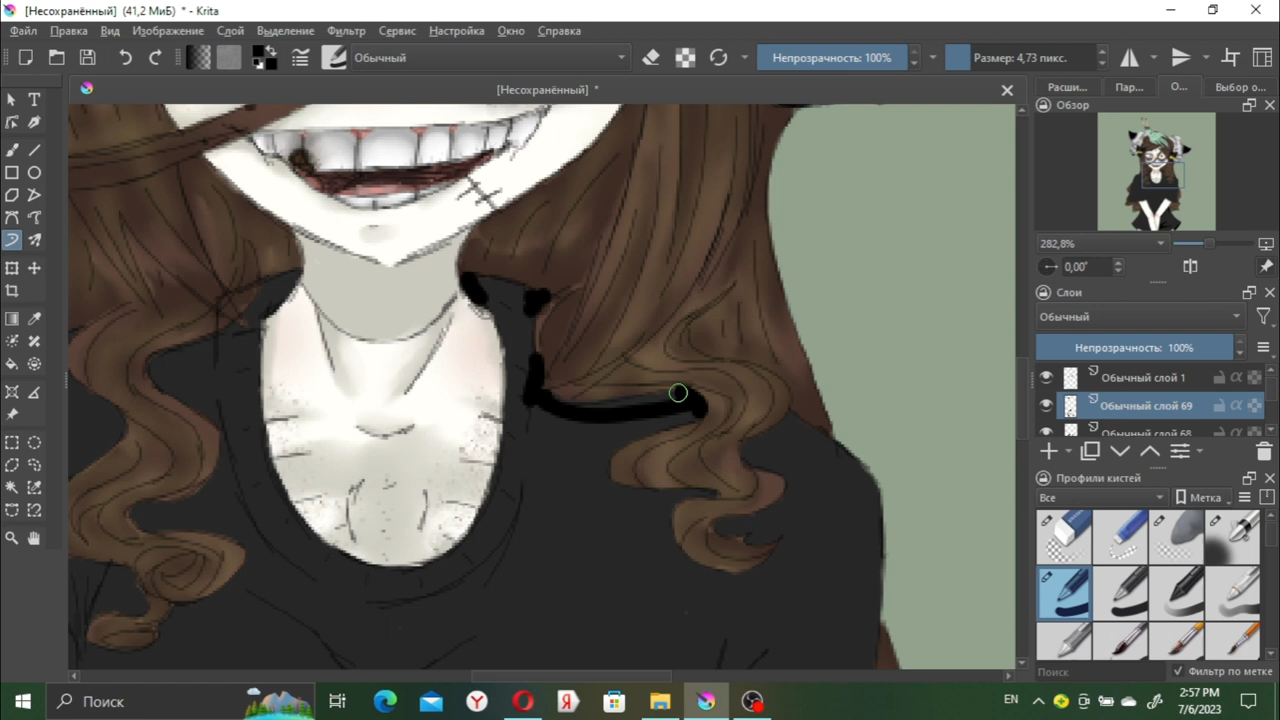 [Несохранённый] (41,2 МиБ) * - Krita
Файл Правка Вид Изображение Слой Выделение Фильтр Сервис Настройка Окно Справка
Обычный Непрозрачность: 100% Размер: 4,73 пикс.
[Несохранённый] *
Расши... Пар... О... Выбор о...
Обзор
282,8%
0,00°
Слои
Обычный
Непрозрачность: 100%
Обычный слой 1
Обычный слой 69
Обычный слой 68
Профили кистей
Все Метка
Поиск Фильтр по метке
Поиск
EN
2:57 PM
7/6/2023